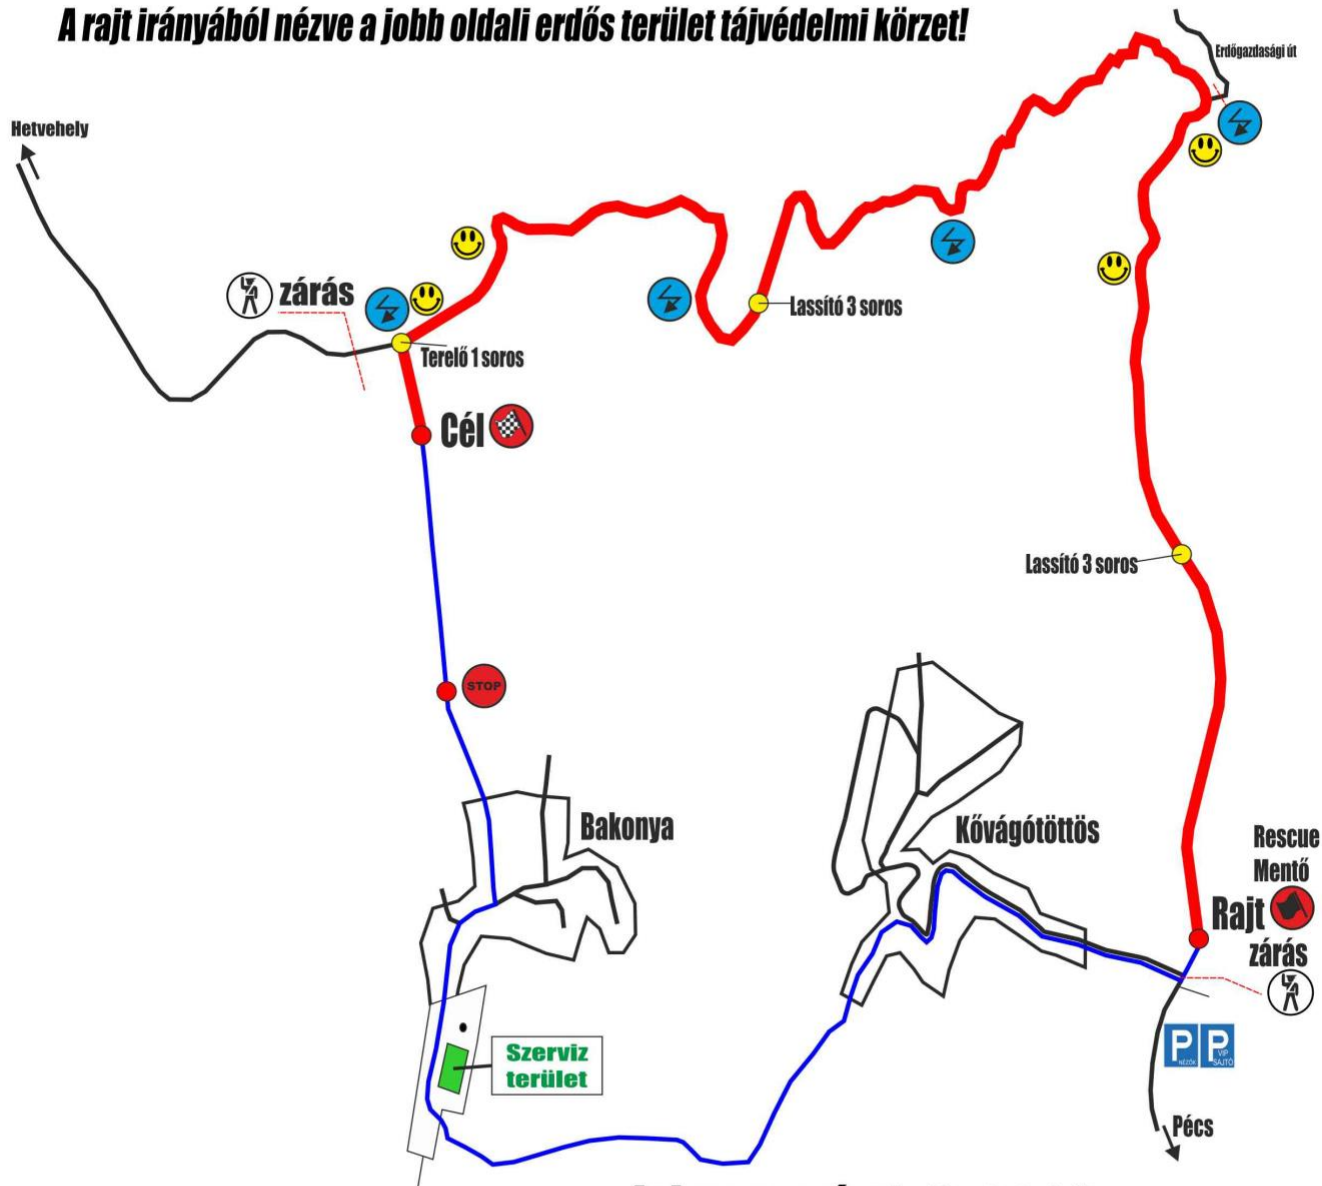 A rajt irányából nézve a jobb oldali erdős terület tájvédelmi körzet!
Erdőgazdasági út
Hetvehely
zárás
Lassító 3 soros
Terelő 1 soros
Cél
Lassító 3 soros
STOP
Bakonya
Kővágótöttös
Rescue
Mentő
Rajt
zárás
Szerviz
terület
P NÉZŐK
P VIP SAJTÓ
Pécs